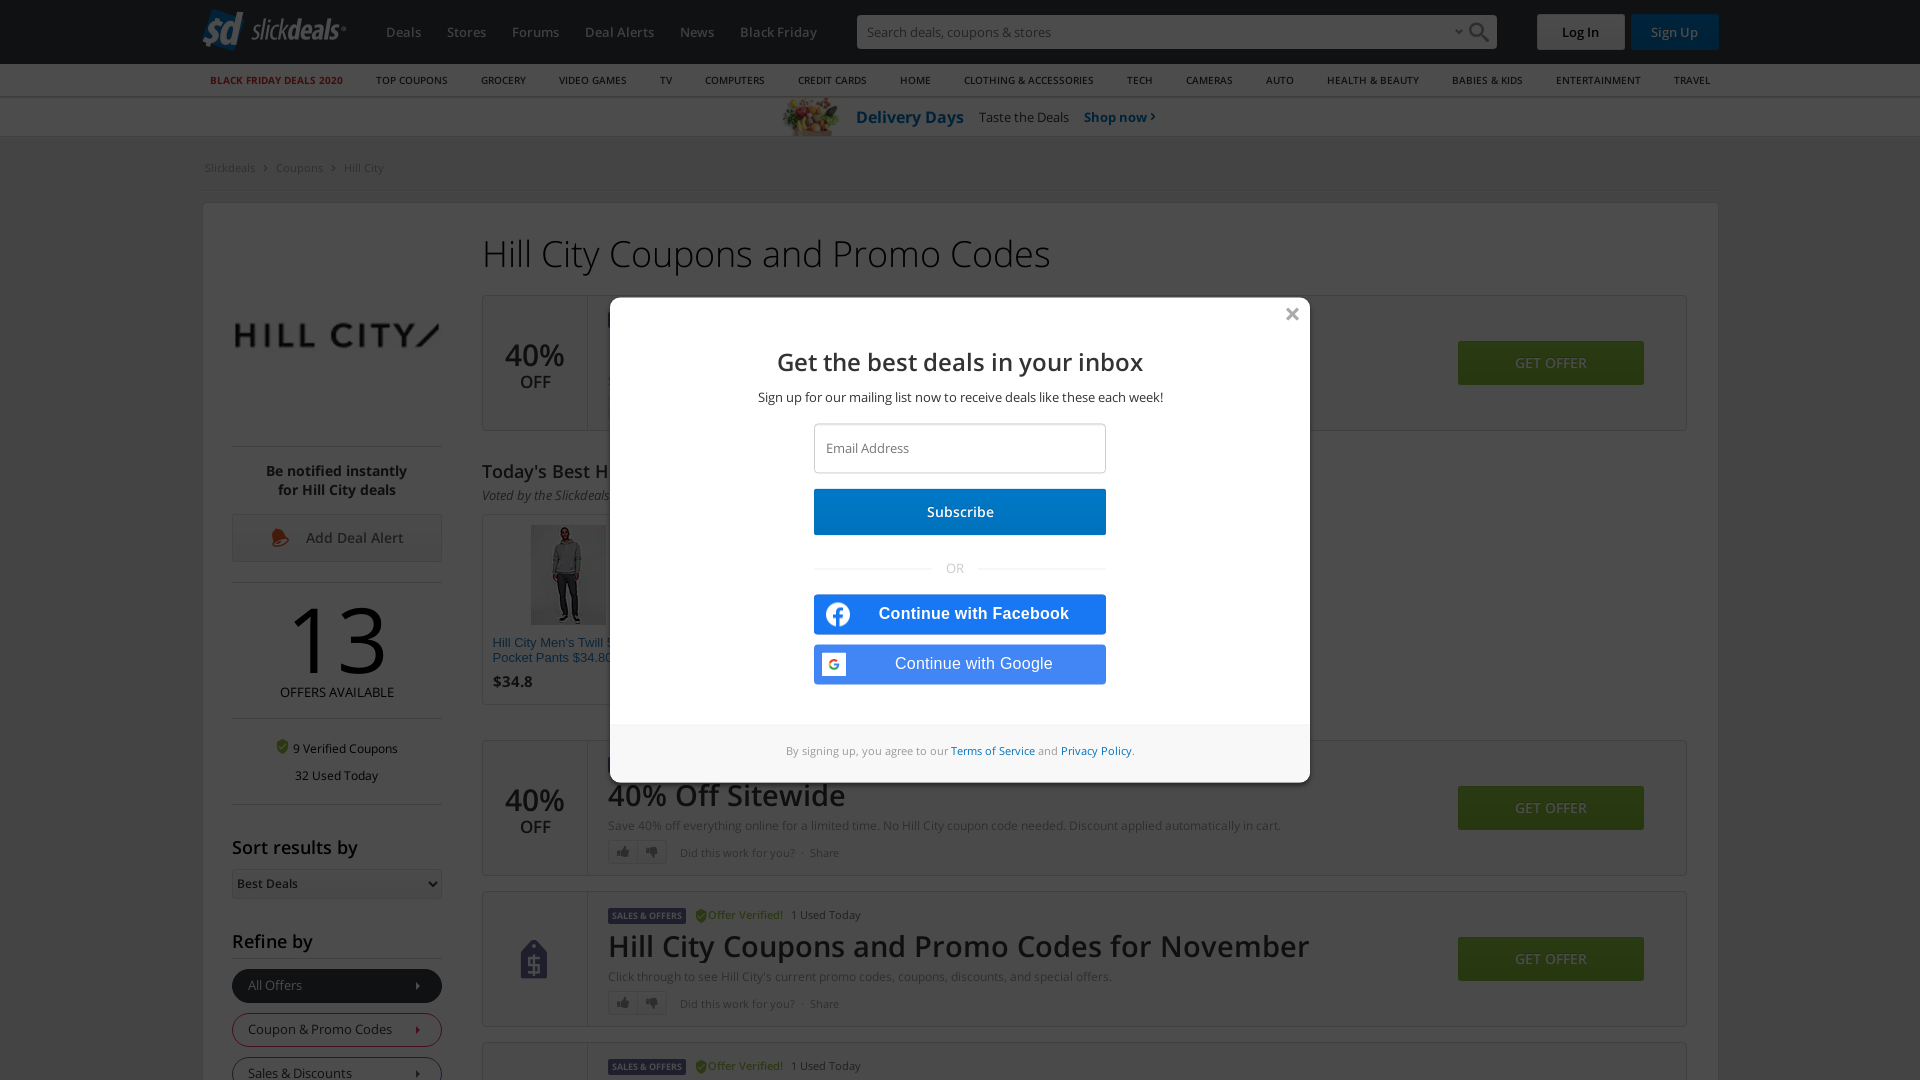 sd slickdeals
Deals
Stores
Forums
Deal Alerts
News
Black Friday
Search deals, coupons & stores
Log In
Sign Up
BLACK FRIDAY DEALS 2020
TOP COUPONS
GROCERY
VIDEO GAMES
TV
COMPUTERS
CREDIT CARDS
HOME
CLOTHING & ACCESSORIES
TECH
CAMERAS
AUTO
HEALTH & BEAUTY
BABIES & KIDS
ENTERTAINMENT
TRAVEL
Delivery Days Taste the Deals Shop now
Slickdeals
Coupons
Hill City
HILL CITY/
Be notified instantly
for Hill City deals
Add Deal Alert
13
OFFERS AVAILABLE
9 Verified Coupons
32 Used Today
Sort results by
Best Deals
Refine by
All Offers
Coupon & Promo Codes
Sales & Discounts
Hill City Coupons and Promo Codes
40%
OFF
GET OFFER
Today's Best H
Voted by the Slickdeals
Hill City Men's Twill 5
Pocket Pants $34.80
$34.8
Get the best deals in your inbox
Sign up for our mailing list now to receive deals like these each week!
Email Address
Subscribe
OR
Continue with Facebook
Continue with Google
By signing up, you agree to our Terms of Service and Privacy Policy.
40%
OFF
40% Off Sitewide
Save 40% off everything online for a limited time. No Hill City coupon code needed. Discount applied automatically in cart.
Did this work for you? · Share
GET OFFER
SALES & OFFERS Offer Verified! 1 Used Today
Hill City Coupons and Promo Codes for November
Click through to see Hill City's current promo codes, coupons, discounts, and special offers.
Did this work for you? · Share
GET OFFER
SALES & OFFERS Offer Verified! 1 Used Today